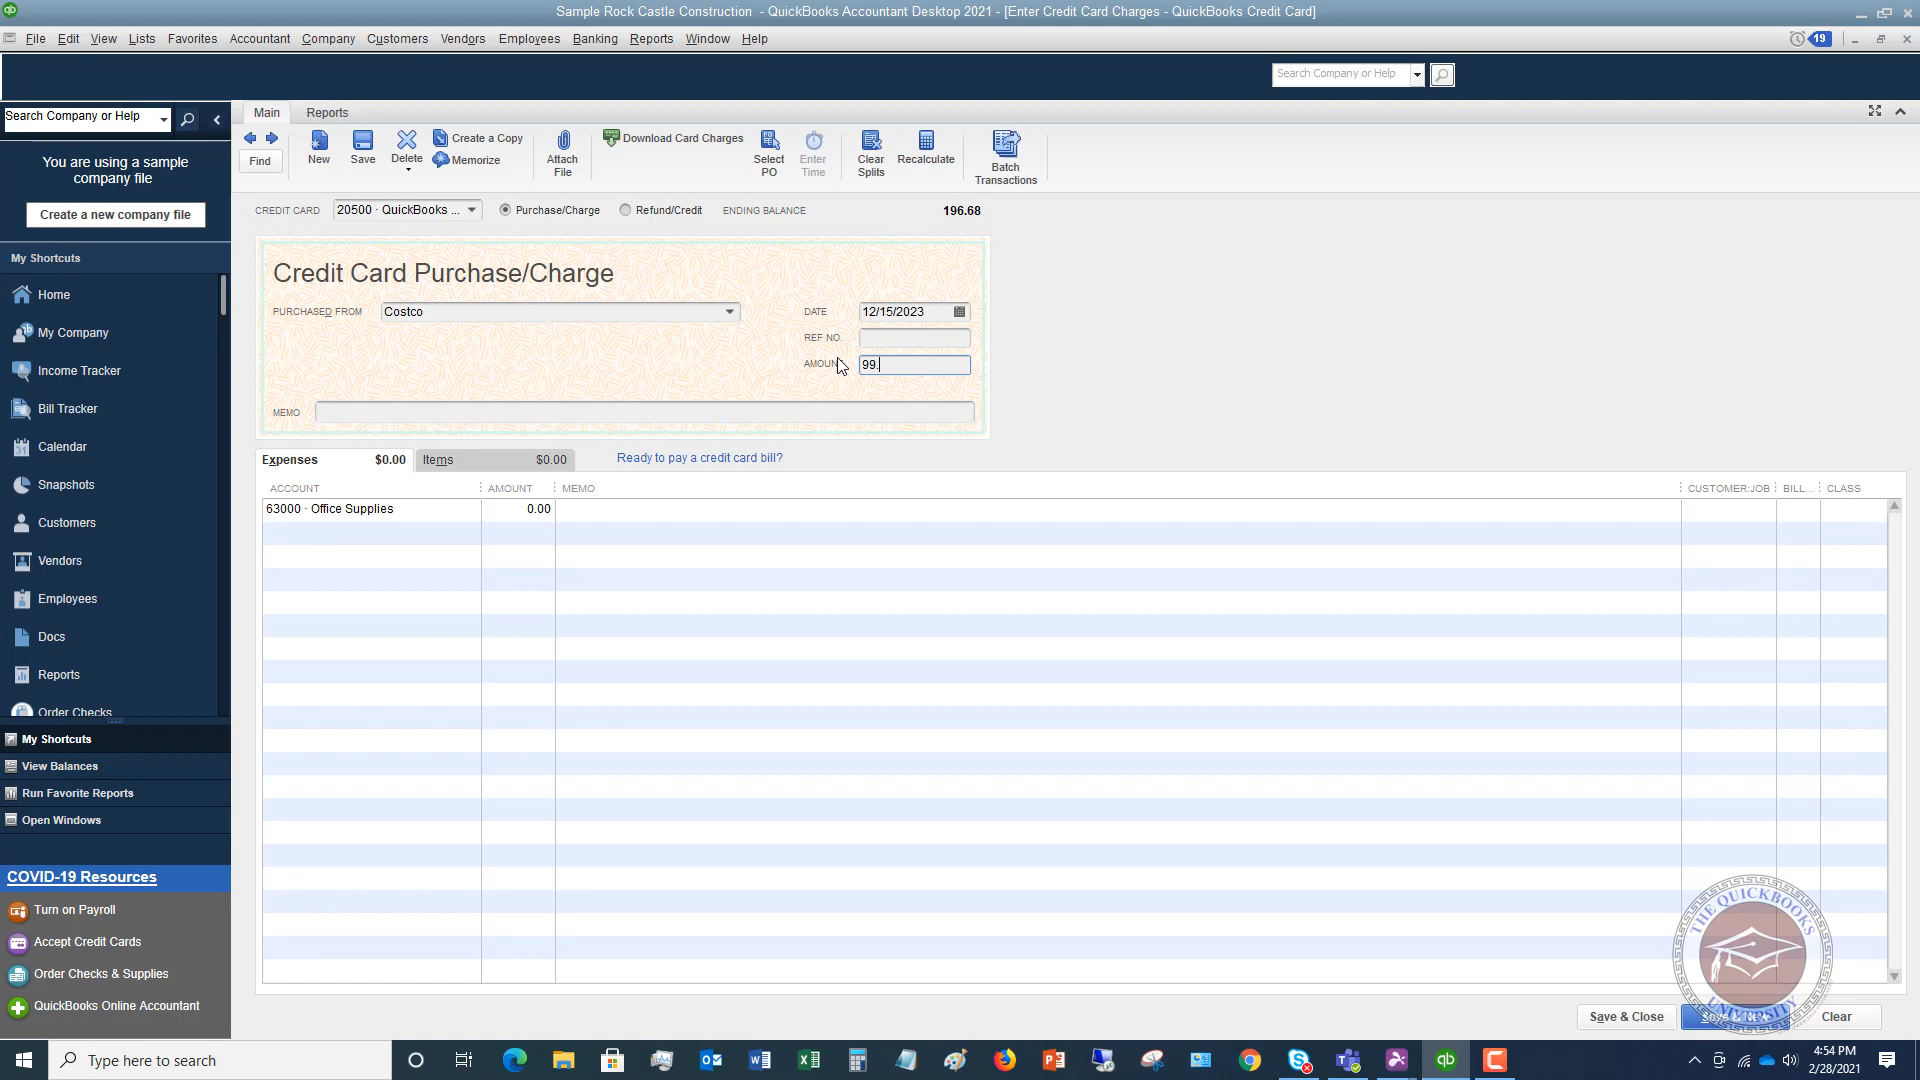 Sample Rock Castle Construction - QuickBooks Accountant Desktop 2021 - [Enter Credit Card Charges - QuickBooks Credit Card]
File Edit View Lists Favorites Accountant Company Customers Vendors Employees Banking Reports Window Help
19
Search Company or Help
Search Company or Help
You are using a sample
company file
Create a new company file
My Shortcuts
Home
My Company
Income Tracker
Bill Tracker
Calendar
Snapshots
Customers
Vendors
Employees
Docs
Reports
Order Checks
My Shortcuts
View Balances
Run Favorite Reports
Open Windows
COVID-19 Resources
Turn on Payroll
Accept Credit Cards
Order Checks & Supplies
QuickBooks Online Accountant
Main Reports
Find
New
Save
Delete
Create a Copy
Memorize
Attach
File
Download Card Charges
Select
PO
Enter
Time
Clear
Splits
Recalculate
Batch
Transactions
CREDIT CARD 20500 · QuickBooks ... Purchase/Charge Refund/Credit ENDING BALANCE 196.68
Credit Card Purchase/Charge
PURCHASED FROM Costco DATE 12/15/2023
REF NO.
AMOUNT 99.
MEMO
Expenses $0.00 Items $0.00 Ready to pay a credit card bill?
ACCOUNT AMOUNT MEMO CUSTOMER:JOB BILL... CLASS
63000 · Office Supplies 0.00
THE QUICKBOOKS
UNIVERSITY
Save & Close Save & New Clear
Type here to search
4:54 PM
2/28/2021